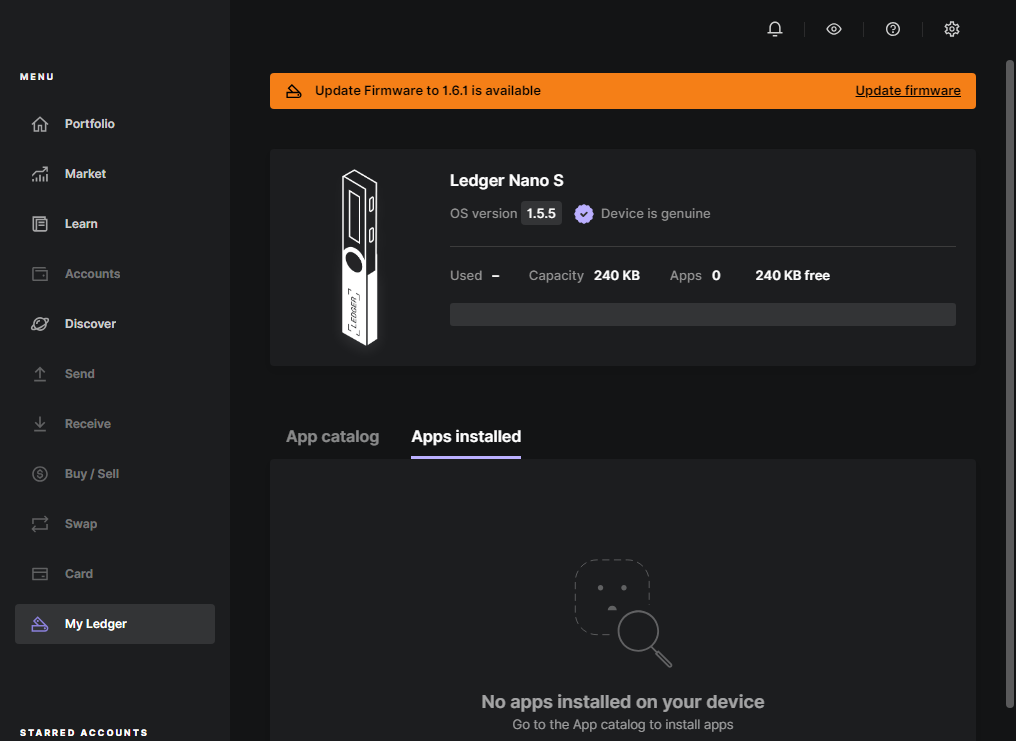 MENU
Portfolio
Market
Learn
Accounts
Discover
Send
Receive
Buy / Sell
Swap
Card
My Ledger
STARRED ACCOUNTS
Update Firmware to 1.6.1 is available
Update firmware
LEDGER
Ledger Nano S
OS version 1.5.5 Device is genuine
Used – Capacity 240 KB Apps 0 240 KB free
App catalog Apps installed
No apps installed on your device
Go to the App catalog to install apps